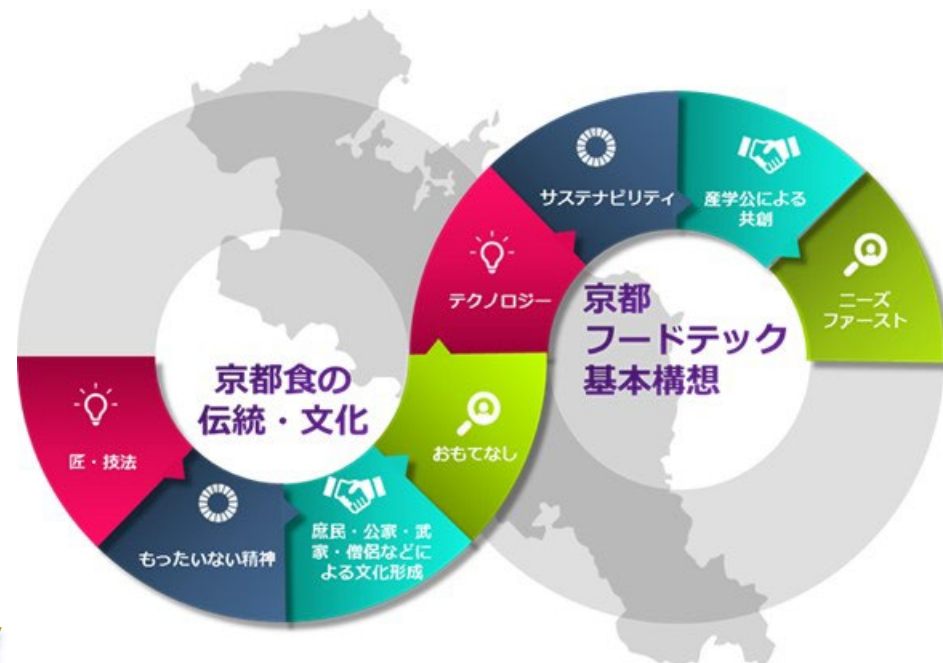 サステナビリティ
産学公による
共創
テクノロジー
ニーズ
ファースト
京都
フードテック
基本構想
京都食の
伝統・文化
匠・技法
もったいない精神
庶民・公家・武
家・僧侶などに
よる文化形成
おもてなし